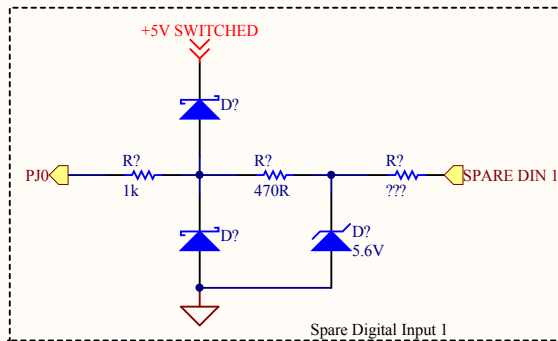 +5V SWITCHED
D?
PJ0
R?
1k
R?
470R
R?
???
SPARE DIN 1
D?
D?
5.6V
Spare Digital Input 1